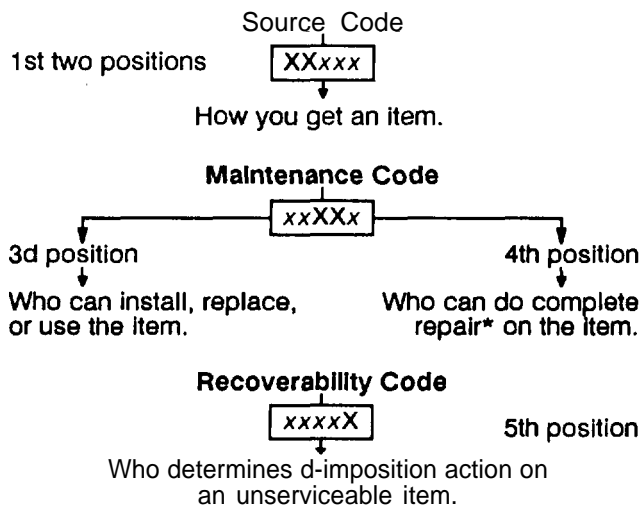 Source Code
1st two positions
XXxxx
How you get an item.
Maintenance Code
xxXXx
3d position
4th position
Who can install, replace,
or use the item.
Who can do complete
repair* on the item.
Recoverability Code
xxxxX
5th position
Who determines d-imposition action on
an unserviceable item.